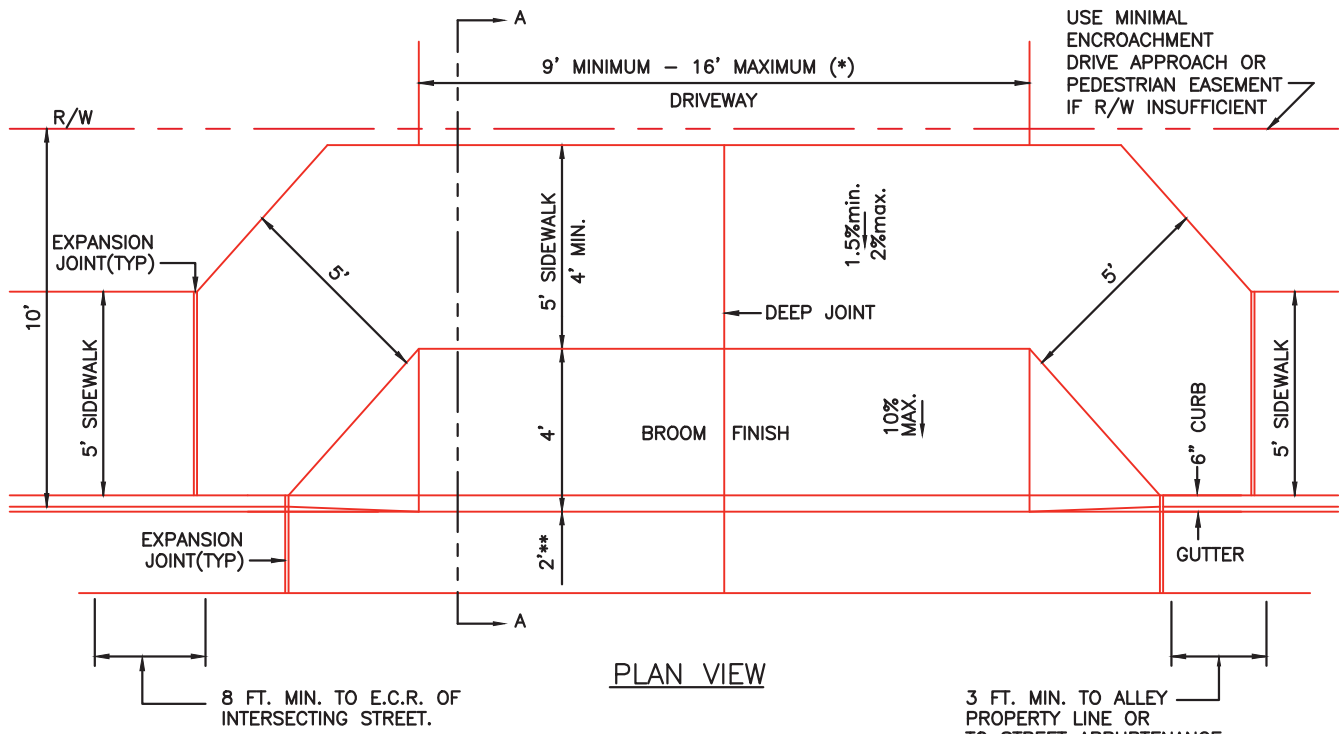 A
USE MINIMAL
ENCROACHMENT
DRIVE APPROACH OR
PEDESTRIAN EASEMENT
IF R/W INSUFFICIENT
9' MINIMUM – 16' MAXIMUM (*)
DRIVEWAY
R/W
EXPANSION
JOINT(TYP)
10'
5' SIDEWALK
5'
5' SIDEWALK
4' MIN.
1.5%min.
2%max.
5'
DEEP JOINT
4'
BROOM FINISH
10%
MAX.
6" CURB
5' SIDEWALK
EXPANSION
JOINT(TYP)
2'**
GUTTER
A
PLAN VIEW
8 FT. MIN. TO E.C.R. OF
INTERSECTING STREET.
3 FT. MIN. TO ALLEY
PROPERTY LINE OR
TO STREET APPURTENANCE